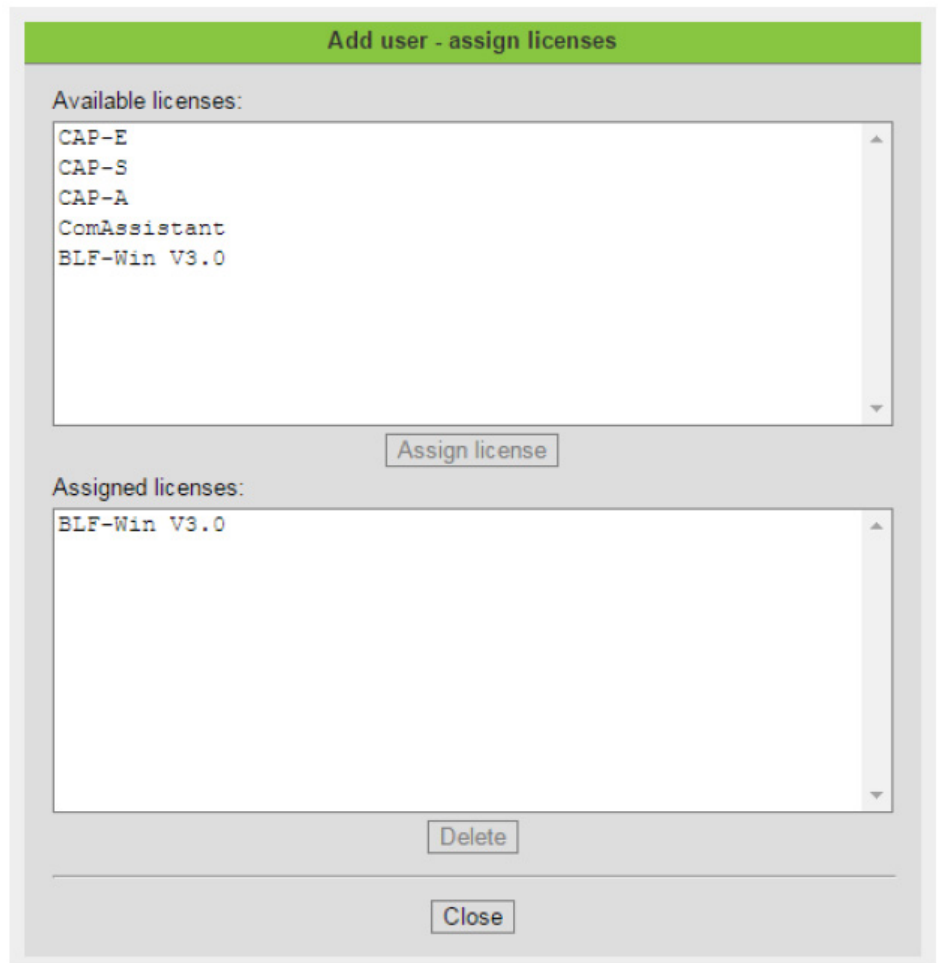 Add user - assign licenses
Available licenses:
CAP-E
CAP-S
CAP-A
ComAssistant
BLF-Win V3.0
Assign license
Assigned licenses:
BLF-Win V3.0
Delete
Close